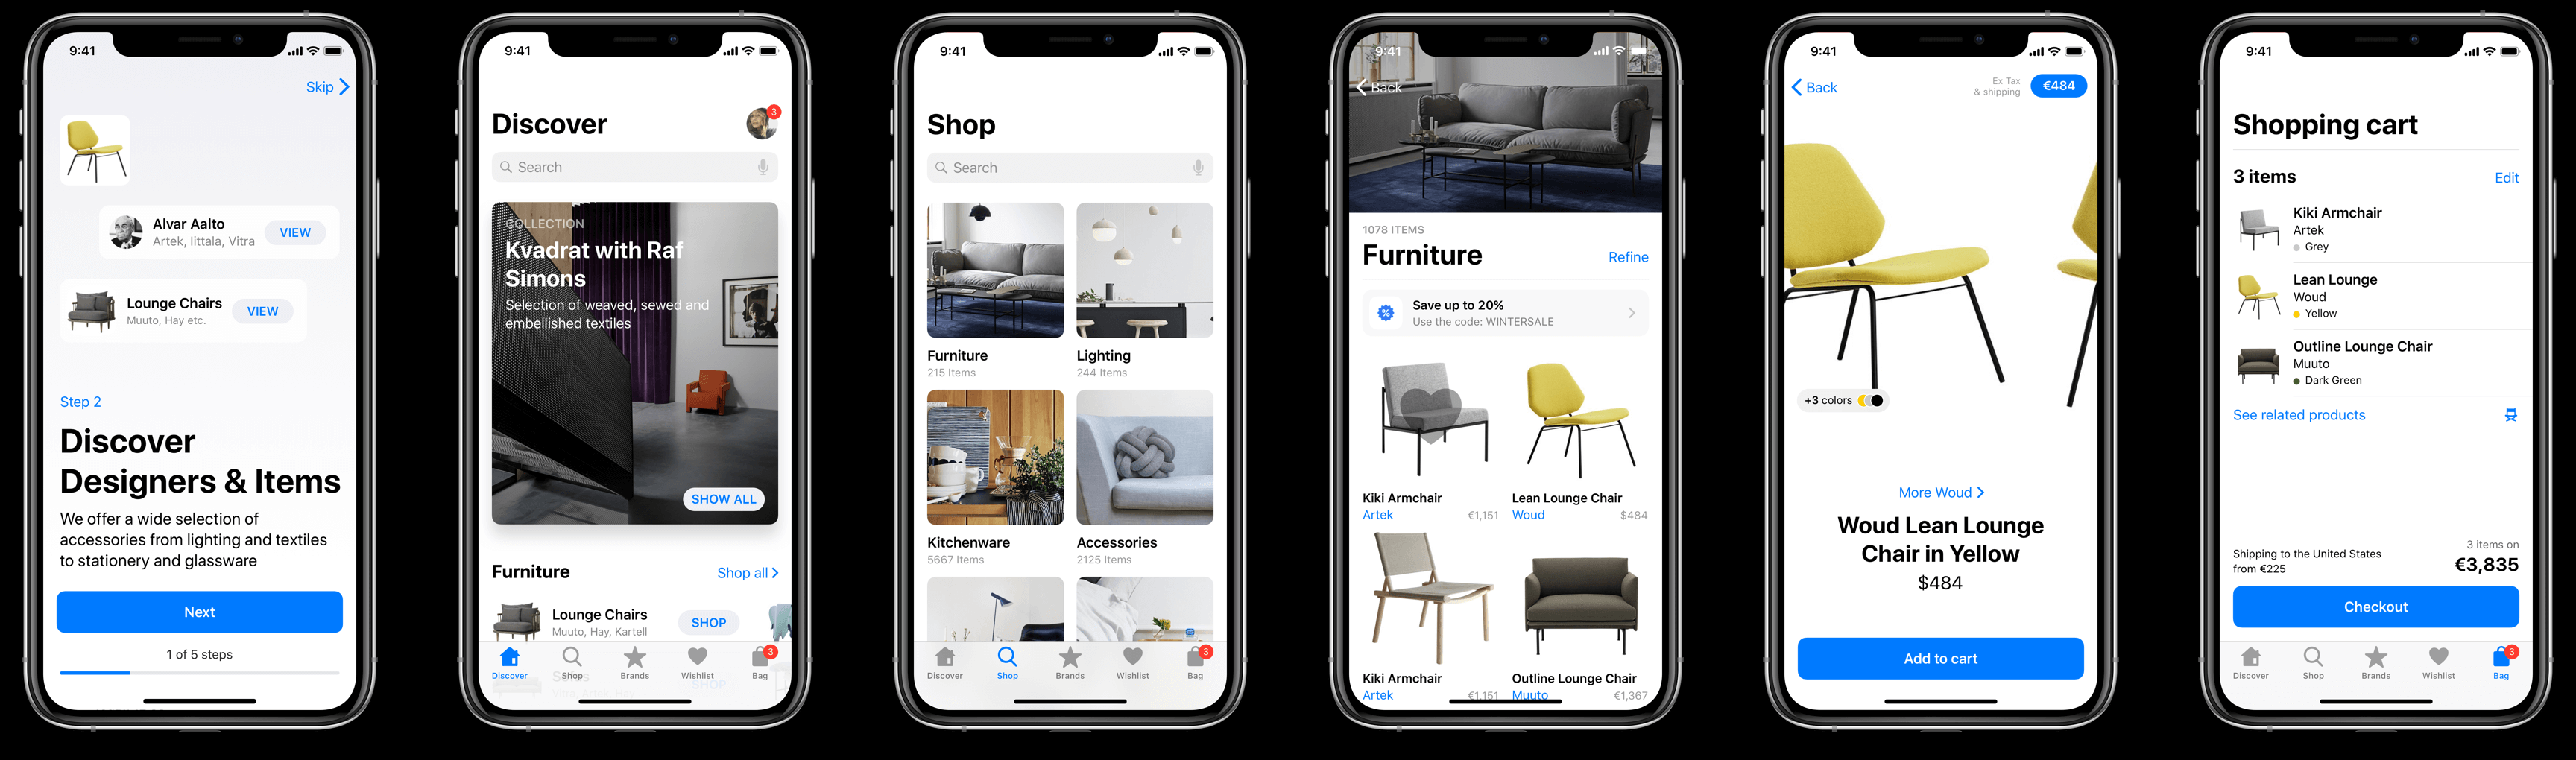 9:41
Skip
Alvar Aalto
Artek, Iittala, Vitra
VIEW
Lounge Chairs
Muuto, Hay etc.
VIEW
Step 2
Discover
Designers & Items
We offer a wide selection of
accessories from lighting and textiles
to stationery and glassware
Next
1 of 5 steps
9:41
Discover
3
Search
COLLECTION
Kvadrat with Raf
Simons
Selection of weaved, sewed and
embellished textiles
SHOW ALL
Furniture
Shop all
Lounge Chairs
Muuto, Hay, Kartell
SHOP
SHOP
Discover
Shop
Brands
Wishlist
Bag
3
9:41
Shop
Search
Furniture
215 Items
Lighting
244 Items
Kitchenware
5667 Items
Accessories
2125 Items
Discover
Shop
Brands
Wishlist
Bag
3
9:41
Back
1078 ITEMS
Furniture
Refine
Save up to 20%
Use the code: WINTERSALE
Kiki Armchair
Artek
€1,151
Lean Lounge Chair
Woud
$484
Kiki Armchair
Artek
€1,151
Outline Lounge Chair
Muuto
€1,367
9:41
Back
Ex Tax
& shipping
€484
+3 colors
More Woud
Woud Lean Lounge
Chair in Yellow
$484
Add to cart
9:41
Shopping cart
3 items
Edit
Kiki Armchair
Artek
Grey
Lean Lounge
Woud
Yellow
Outline Lounge Chair
Muuto
Dark Green
See related products
Shipping to the United States
from €225
3 items on
€3,835
Checkout
Discover
Shop
Brands
Wishlist
Bag
3